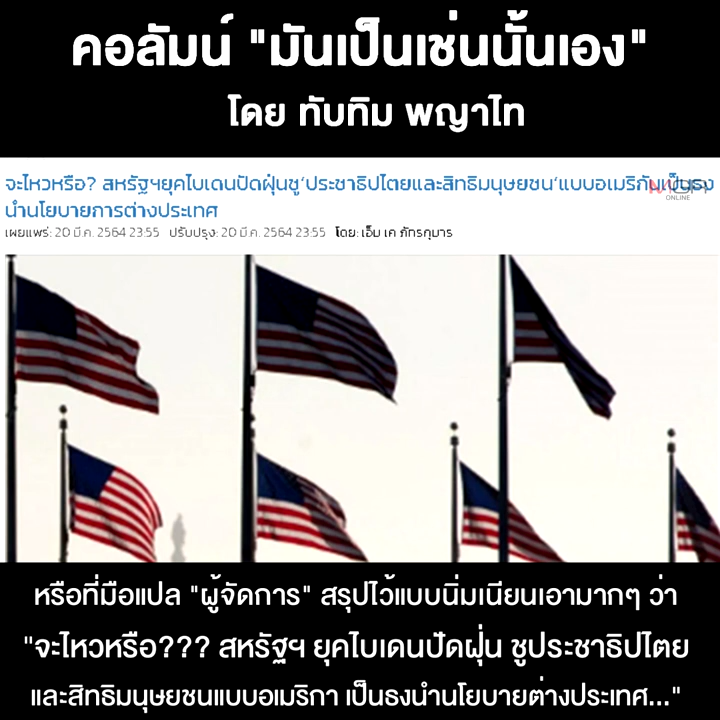 คอลัมน์ "มันเป็นเช่นนั้นเอง"
โดย ทับทิม พญาไท
จะไหวหรือ? สหรัฐฯยุคไบเดนปัดฝุ่นชู‘ประชาธิปไตยและสิทธิมนุษยชน’แบบอเมริกันเป็นธง
นำนโยบายการต่างประเทศ
ONLINE
เผยแพร่: 20 มี.ค. 2564 23:55 ปรับปรุง: 20 มี.ค. 2564 23:55 โดย: เอ็ม เค ภัทรกุมาร
หรือที่มือแปล "ผู้จัดการ" สรุปไว้แบบนิ่มเนียนเอามากๆ ว่า
"จะไหวหรือ??? สหรัฐฯ ยุคไบเดนปัดฝุ่น ชูประชาธิปไตย
และสิทธิมนุษยชนแบบอเมริกา เป็นธงนำนโยบายต่างประเทศ..."